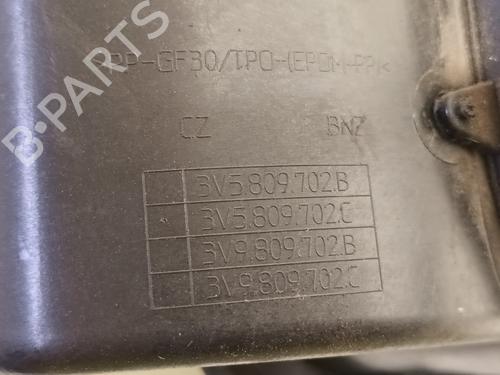 B-PARTS
>PP-GF30/TPO-(EPDM+PP)<
CZ BNZ
3V5.809.702.B
3V5.809.702.C
3V9.809.702.B
3V9.809.702.C